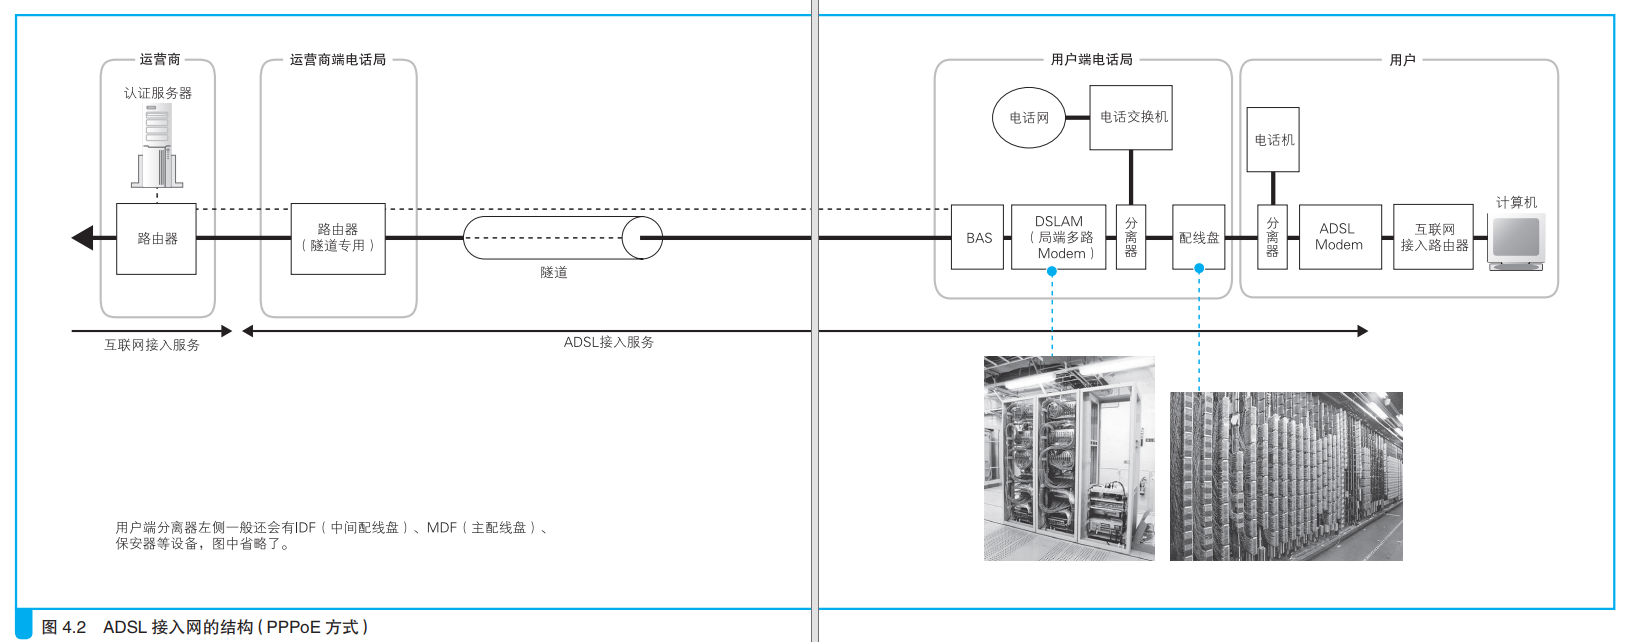 运营商
运营商端电话局
用户端电话局
用户
认证服务器
电话网
电话交换机
电话机
计算机
路由器
路由器
（隧道专用）
隧道
BAS
DSLAM
（局端多路
Modem）
分离器
配线盘
分离器
ADSL
Modem
互联网
接入路由器
互联网接入服务
ADSL接入服务
用户端分离器左侧一般还会有IDF（中间配线盘）、MDF（主配线盘）、
保安器等设备，图中省略了。
图 4.2 ADSL 接入网的结构（PPPoE 方式）